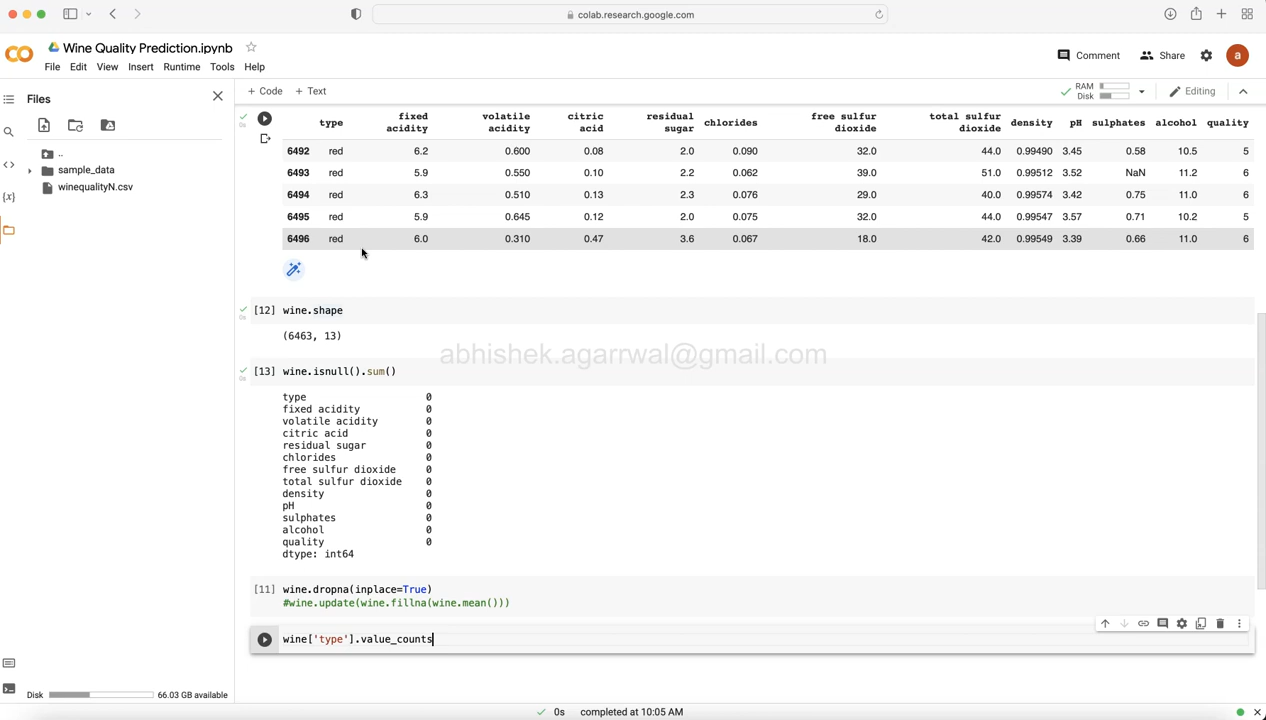 colab.research.google.com
Wine Quality Prediction.ipynb
File Edit View Insert Runtime Tools Help
Comment
Share
a
Files
+ Code + Text
RAM
Disk
Editing
..
sample_data
winequalityN.csv
type fixed acidity volatile acidity citric acid residual sugar chlorides free sulfur dioxide total sulfur dioxide density pH sulphates alcohol quality
6492 red 6.2 0.600 0.08 2.0 0.090 32.0 44.0 0.99490 3.45 0.58 10.5 5
6493 red 5.9 0.550 0.10 2.2 0.062 39.0 51.0 0.99512 3.52 NaN 11.2 6
6494 red 6.3 0.510 0.13 2.3 0.076 29.0 40.0 0.99574 3.42 0.75 11.0 6
6495 red 5.9 0.645 0.12 2.0 0.075 32.0 44.0 0.99547 3.57 0.71 10.2 5
6496 red 6.0 0.310 0.47 3.6 0.067 18.0 42.0 0.99549 3.39 0.66 11.0 6
0s
[12] wine.shape
0s
(6463, 13)
abhishek.agarrwal@gmail.com
[13] wine.isnull().sum()
0s
type 0
fixed acidity 0
volatile acidity 0
citric acid 0
residual sugar 0
chlorides 0
free sulfur dioxide 0
total sulfur dioxide 0
density 0
pH 0
sulphates 0
alcohol 0
quality 0
dtype: int64
[11] wine.dropna(inplace=True)
#wine.update(wine.fillna(wine.mean()))
wine['type'].value_counts
Disk 66.03 GB available
0s completed at 10:05 AM